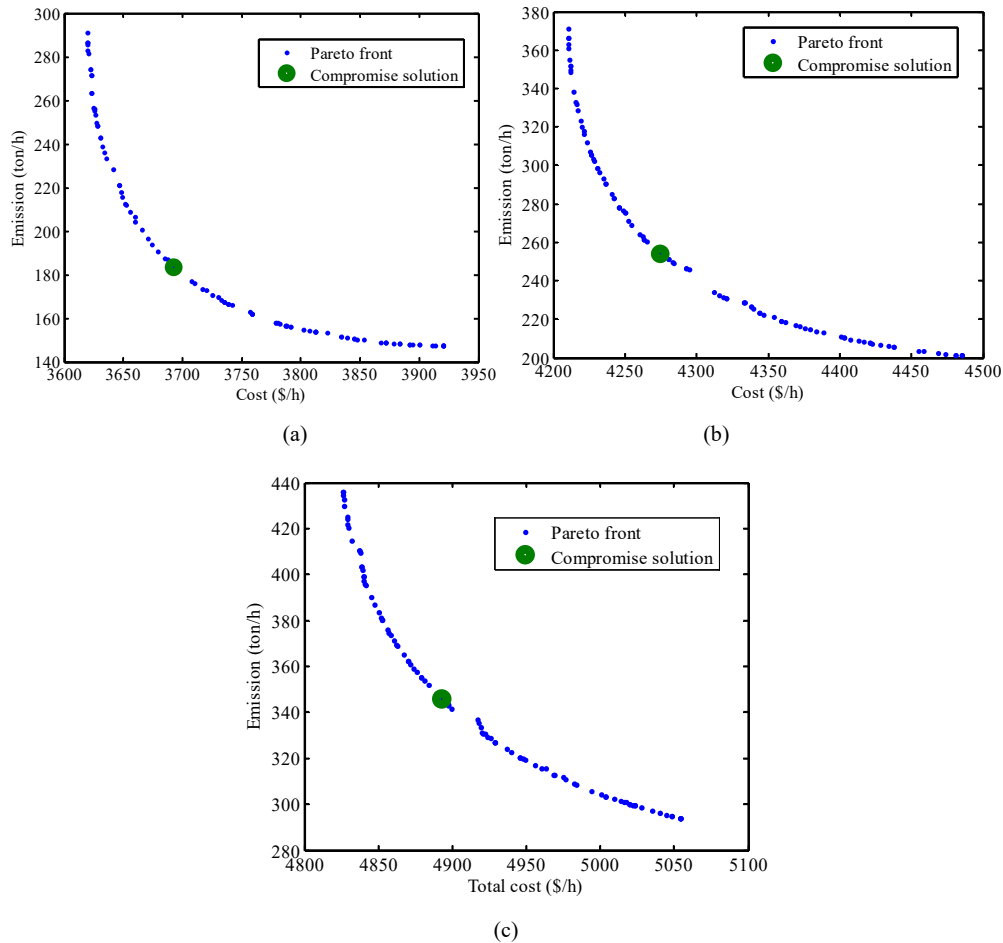 300
280
260
240
220
200
180
160
140
Emission (ton/h)
Pareto front
Compromise solution
3600 3650 3700 3750 3800 3850 3900 3950
Cost ($/h)
(a)
380
360
340
320
300
280
260
240
220
200
Emission (ton/h)
Pareto front
Compromise solution
4200 4250 4300 4350 4400 4450 4500
Cost ($/h)
(b)
440
420
400
380
360
340
320
300
280
Emission (ton/h)
Pareto front
Compromise solution
4800 4850 4900 4950 5000 5050 5100
Total cost ($/h)
(c)